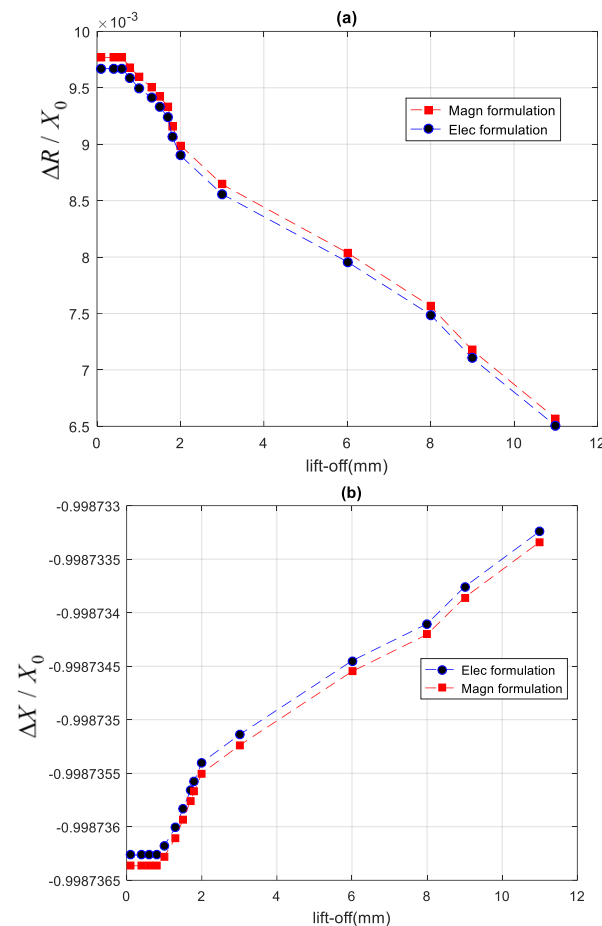 (a)
×10⁻³
10
9.5
9
8.5
8
7.5
7
6.5
ΔR / X₀
Magn formulation
Elec formulation
0 2 4 6 8 10 12
lift-off(mm)
(b)
-0.998733
-0.9987335
-0.998734
-0.9987345
-0.998735
-0.9987355
-0.998736
-0.9987365
ΔX / X₀
Elec formulation
Magn formulation
0 2 4 6 8 10 12
lift-off(mm)